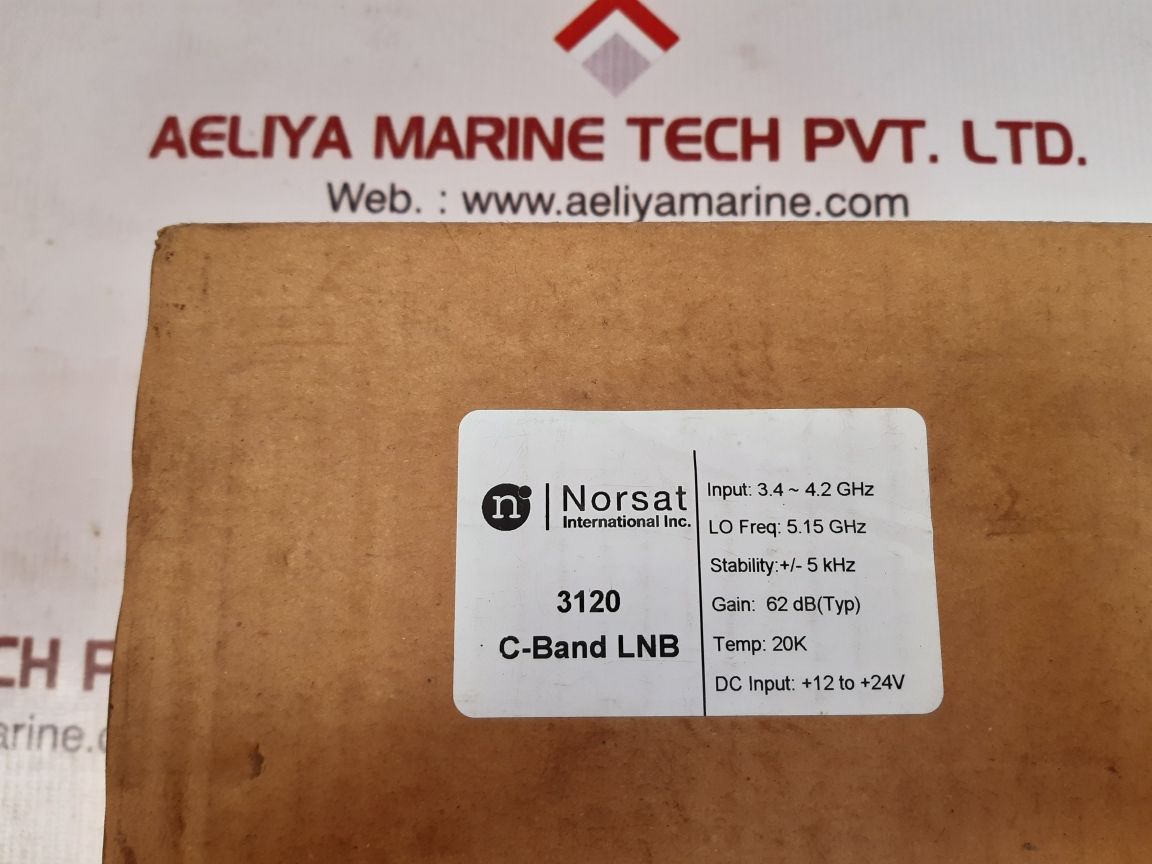 AELIYA MARINE TECH PVT. LTD.
Web. : www.aeliyamarine.com
n
Norsat
International Inc.
3120
C-Band LNB
Input: 3.4 ~ 4.2 GHz
LO Freq: 5.15 GHz
Stability:+/- 5 kHz
Gain: 62 dB(Typ)
Temp: 20K
DC Input: +12 to +24V
CH P
arine.c